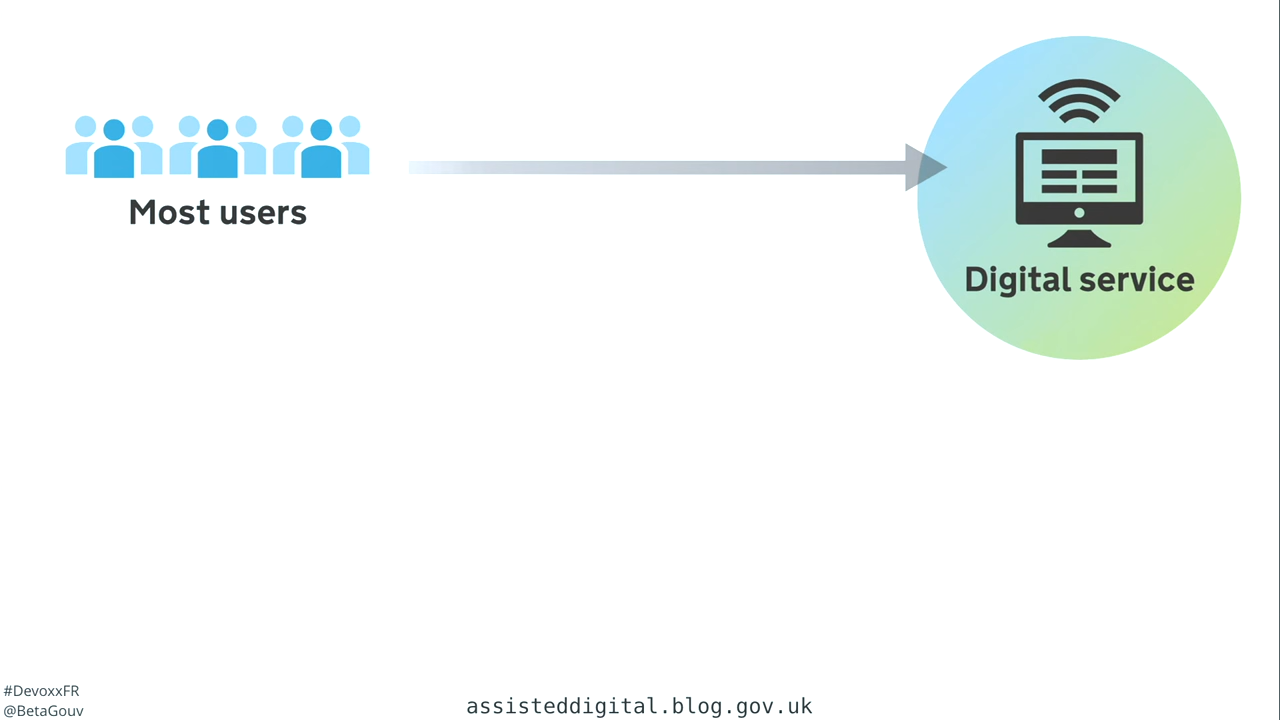 Most users
Digital service
#DevoxxFR
@BetaGouv
assisteddigital.blog.gov.uk